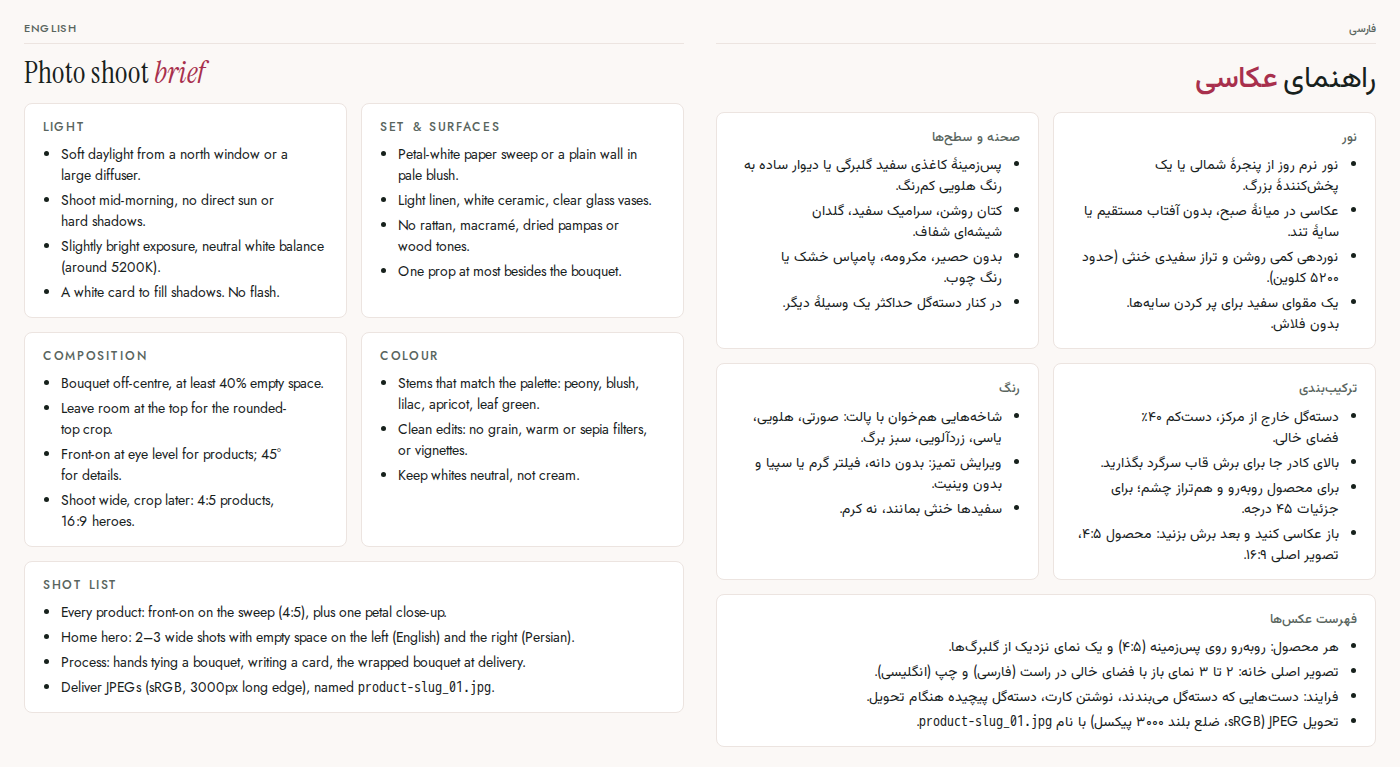 ENGLISH
Photo shoot brief
LIGHT
Soft daylight from a north window or a
large diffuser.
Shoot mid-morning, no direct sun or
hard shadows.
Slightly bright exposure, neutral white balance
(around 5200K).
A white card to fill shadows. No flash.
SET & SURFACES
Petal-white paper sweep or a plain wall in
pale blush.
Light linen, white ceramic, clear glass vases.
No rattan, macramé, dried pampas or
wood tones.
One prop at most besides the bouquet.
COMPOSITION
Bouquet off-centre, at least 40% empty space.
Leave room at the top for the rounded-
top crop.
Front-on at eye level for products; 45°
for details.
Shoot wide, crop later: 4:5 products,
16:9 heroes.
COLOUR
Stems that match the palette: peony, blush,
lilac, apricot, leaf green.
Clean edits: no grain, warm or sepia filters,
or vignettes.
Keep whites neutral, not cream.
SHOT LIST
Every product: front-on on the sweep (4:5), plus one petal close-up.
Home hero: 2–3 wide shots with empty space on the left (English) and the right (Persian).
Process: hands tying a bouquet, writing a card, the wrapped bouquet at delivery.
Deliver JPEGs (sRGB, 3000px long edge), named product-slug_01.jpg.
فارسی
راهنمای عکاسی
نور
نور نرم روز از پنجرهٔ شمالی یا یک
پخش‌کنندهٔ بزرگ.
عکاسی در میانهٔ صبح، بدون آفتاب مستقیم یا
سایهٔ تند.
نوردهی کمی روشن و تراز سفیدی خنثی (حدود
۵۲۰۰ کلوین).
یک مقوای سفید برای پر کردن سایه‌ها.
بدون فلاش.
صحنه و سطح‌ها
پس‌زمینهٔ کاغذی سفید گلبرگی یا دیوار ساده به
رنگ هلویی کم‌رنگ.
کتان روشن، سرامیک سفید، گلدان
شیشه‌ای شفاف.
بدون حصیر، مکرومه، پامپاس خشک یا
رنگ چوب.
در کنار دسته‌گل حداکثر یک وسیلهٔ دیگر.
ترکیب‌بندی
دسته‌گل خارج از مرکز، دست‌کم ۴۰٪
فضای خالی.
بالای کادر جا برای برش قاب سرگرد بگذارید.
برای محصول روبه‌رو و هم‌تراز چشم؛ برای
جزئیات ۴۵ درجه.
باز عکاسی کنید و بعد برش بزنید: محصول ۴:۵،
تصویر اصلی ۱۶:۹.
رنگ
شاخه‌هایی هم‌خوان با پالت: صورتی، هلویی،
یاسی، زردآلویی، سبز برگ.
ویرایش تمیز: بدون دانه، فیلتر گرم یا سپیا و
بدون وینیت.
سفیدها خنثی بمانند، نه کرم.
فهرست عکس‌ها
هر محصول: روبه‌رو روی پس‌زمینه (۴:۵) و یک نمای نزدیک از گلبرگ‌ها.
تصویر اصلی خانه: ۲ تا ۳ نمای باز با فضای خالی در راست (فارسی) و چپ (انگلیسی).
فرایند: دست‌هایی که دسته‌گل می‌بندند، نوشتن کارت، دسته‌گل پیچیده هنگام تحویل.
تحویل JPEG (sRGB، ضلع بلند ۳۰۰۰ پیکسل) با نام product-slug_01.jpg.